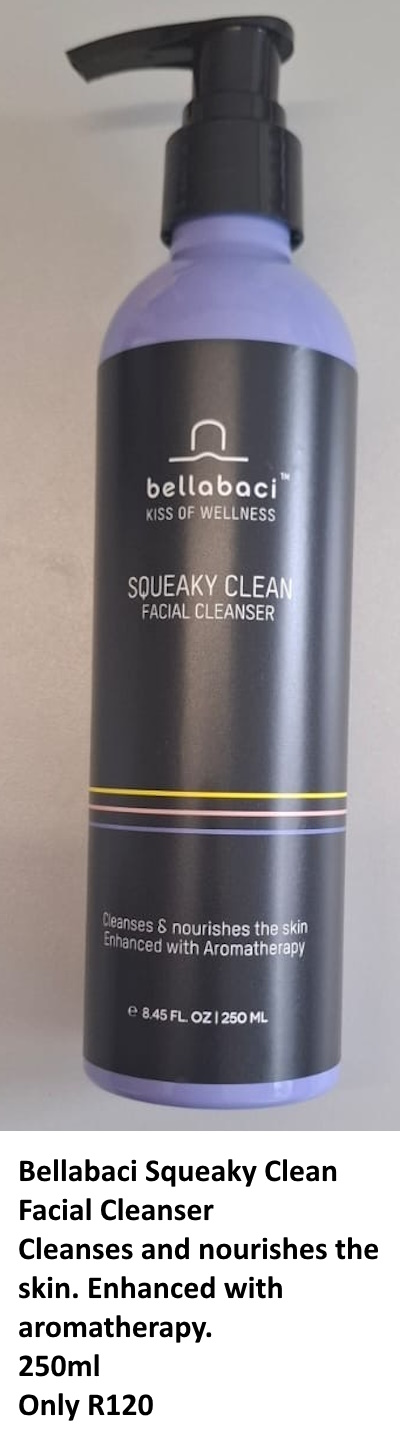 bellabaci™
KISS OF WELLNESS
SQUEAKY CLEAN
FACIAL CLEANSER
Cleanses & nourishes the skin
Enhanced with Aromatherapy
℮ 8.45 FL. OZ | 250 ML
Bellabaci Squeaky Clean
Facial Cleanser
Cleanses and nourishes the
skin. Enhanced with
aromatherapy.
250ml
Only R120